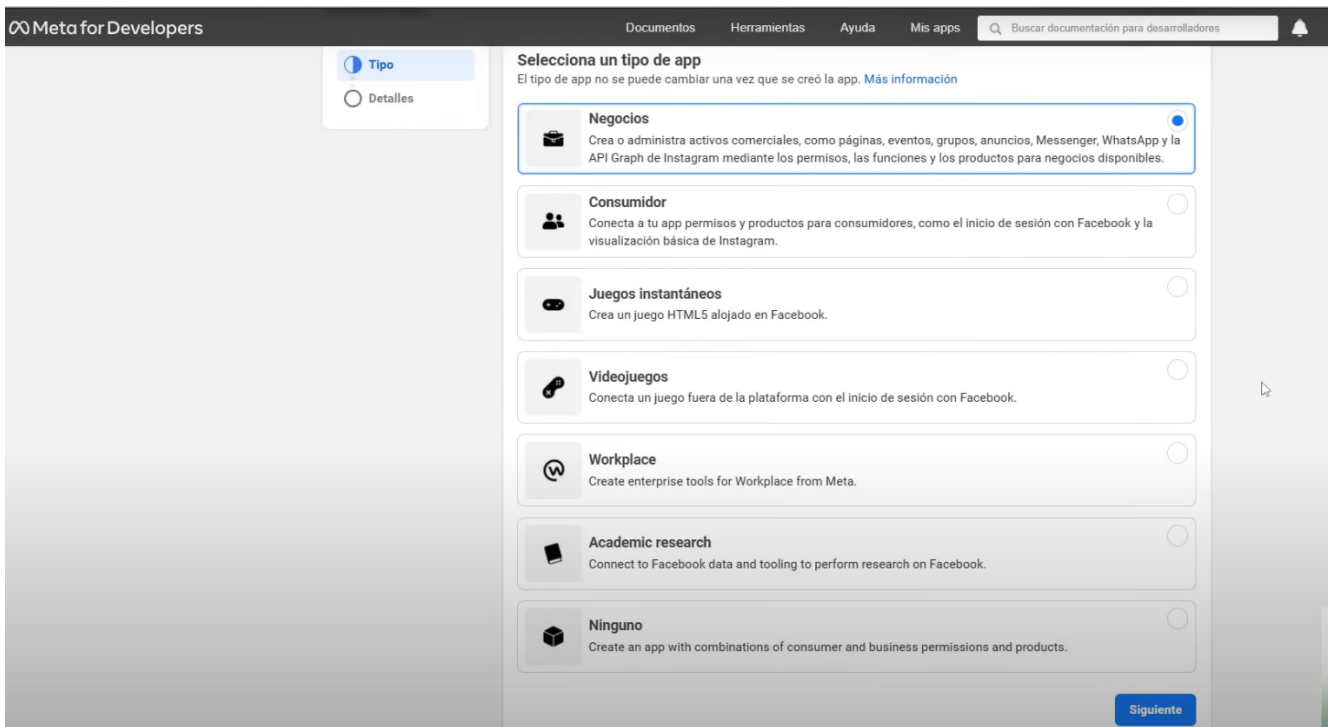 Meta for Developers
Documentos
Herramientas
Ayuda
Mis apps
Buscar documentación para desarrolladores
Tipo
Detalles
Selecciona un tipo de app
El tipo de app no se puede cambiar una vez que se creó la app. Más información
Negocios
Crea o administra activos comerciales, como páginas, eventos, grupos, anuncios, Messenger, WhatsApp y la
API Graph de Instagram mediante los permisos, las funciones y los productos para negocios disponibles.
Consumidor
Conecta a tu app permisos y productos para consumidores, como el inicio de sesión con Facebook y la
visualización básica de Instagram.
Juegos instantáneos
Crea un juego HTML5 alojado en Facebook.
Videojuegos
Conecta un juego fuera de la plataforma con el inicio de sesión con Facebook.
Workplace
Create enterprise tools for Workplace from Meta.
Academic research
Connect to Facebook data and tooling to perform research on Facebook.
Ninguno
Create an app with combinations of consumer and business permissions and products.
Siguiente